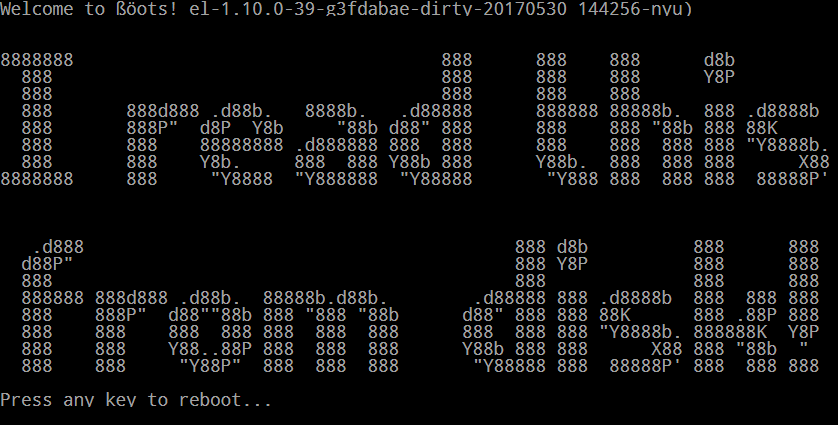 Welcome to ßöots! el-1.10.0-39-g3fdabae-dirty-20170530 144256-nyu)
I read this
from disk!
Press any key to reboot...